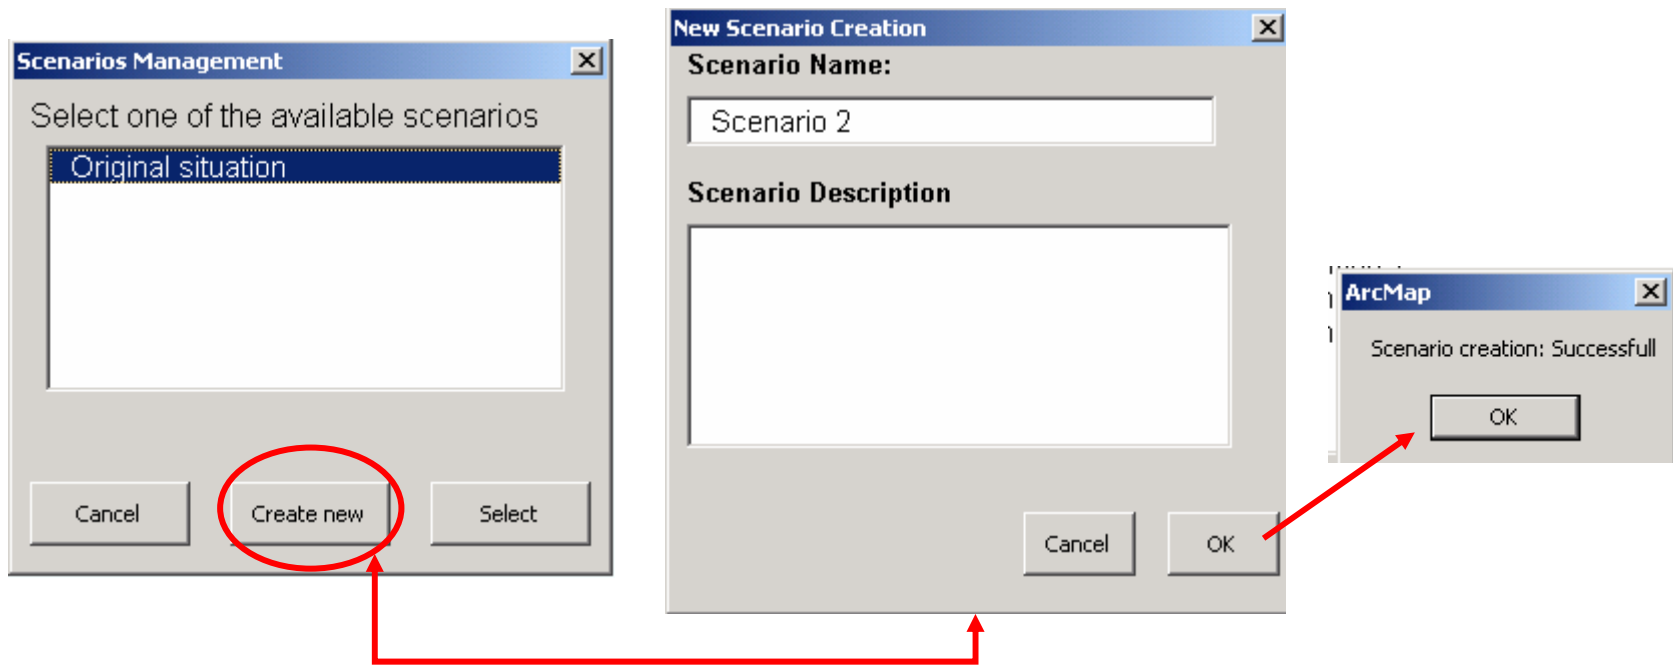 Scenarios Management
Select one of the available scenarios
Original situation
Cancel
Create new
Select
New Scenario Creation
Scenario Name:
Scenario 2
Scenario Description
Cancel
OK
ArcMap
Scenario creation: Successfull
OK